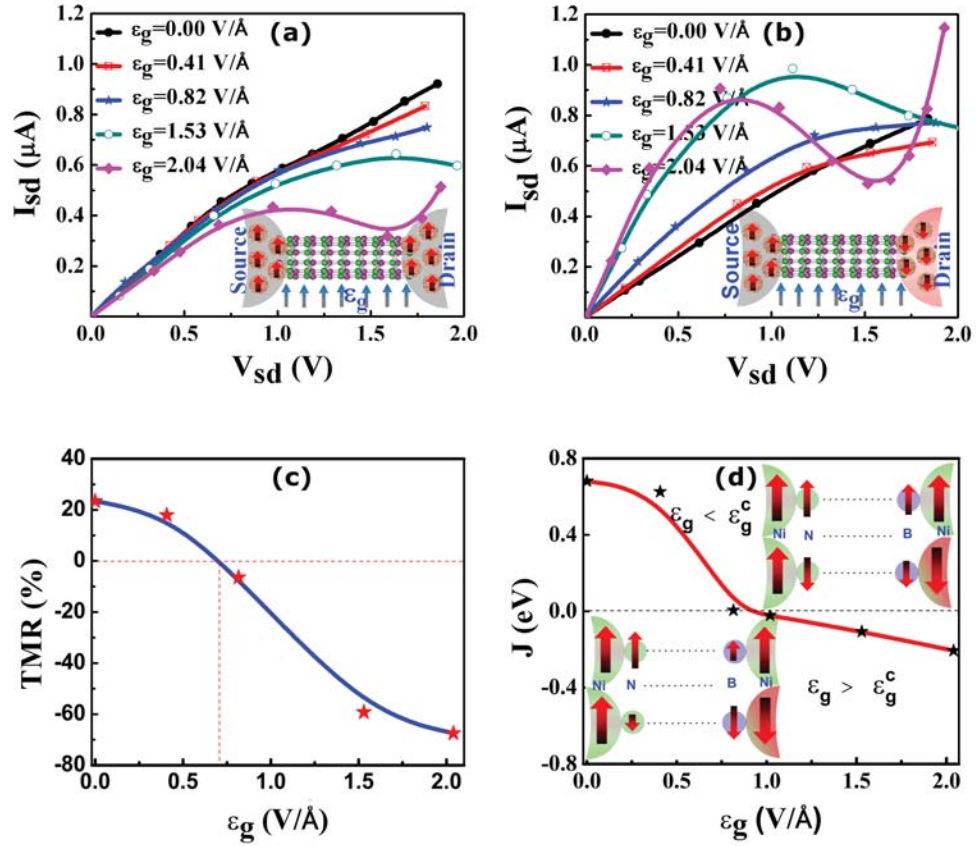 (a)
εg=0.00 V/Å
εg=0.41 V/Å
εg=0.82 V/Å
εg=1.53 V/Å
εg=2.04 V/Å
1.2
1.0
0.8
0.6
0.4
0.2
Isd (μA)
Source
Drain
εg
0.0 0.5 1.0 1.5 2.0
Vsd (V)
(b)
εg=0.00 V/Å
εg=0.41 V/Å
εg=0.82 V/Å
εg=1.53 V/Å
εg=2.04 V/Å
1.2
1.0
0.8
0.6
0.4
0.2
Isd (μA)
Source
Drain
εg
0.0 0.5 1.0 1.5 2.0
Vsd (V)
(c)
40
20
0
-20
-40
-60
-80
TMR (%)
0.0 0.5 1.0 1.5 2.0
εg (V/Å)
(d)
0.8
0.4
0.0
-0.4
-0.8
J (eV)
εg < εgc
Ni N B Ni
Ni N B Ni
εg > εgc
0.0 0.5 1.0 1.5 2.0
εg (V/Å)